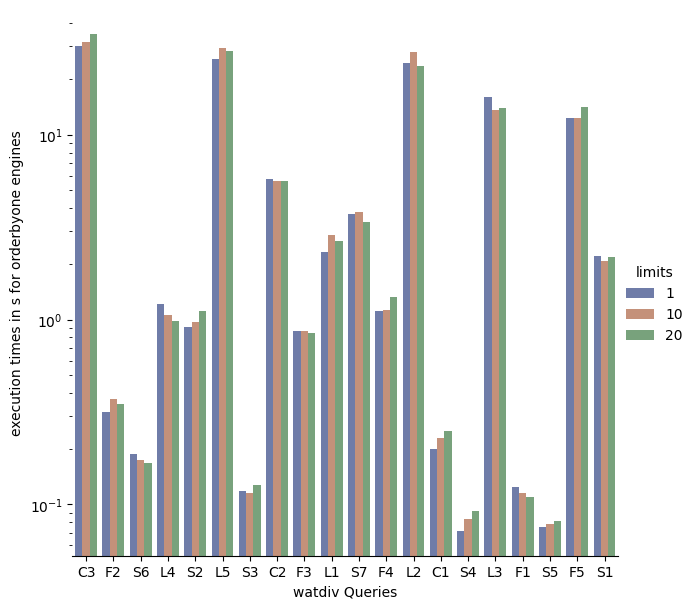 execution times in s for orderbyone engines
10¹
10⁰
10⁻¹
C3 F2 S6 L4 S2 L5 S3 C2 F3 L1 S7 F4 L2 C1 S4 L3 F1 S5 F5 S1
watdiv Queries
limits
1
10
20